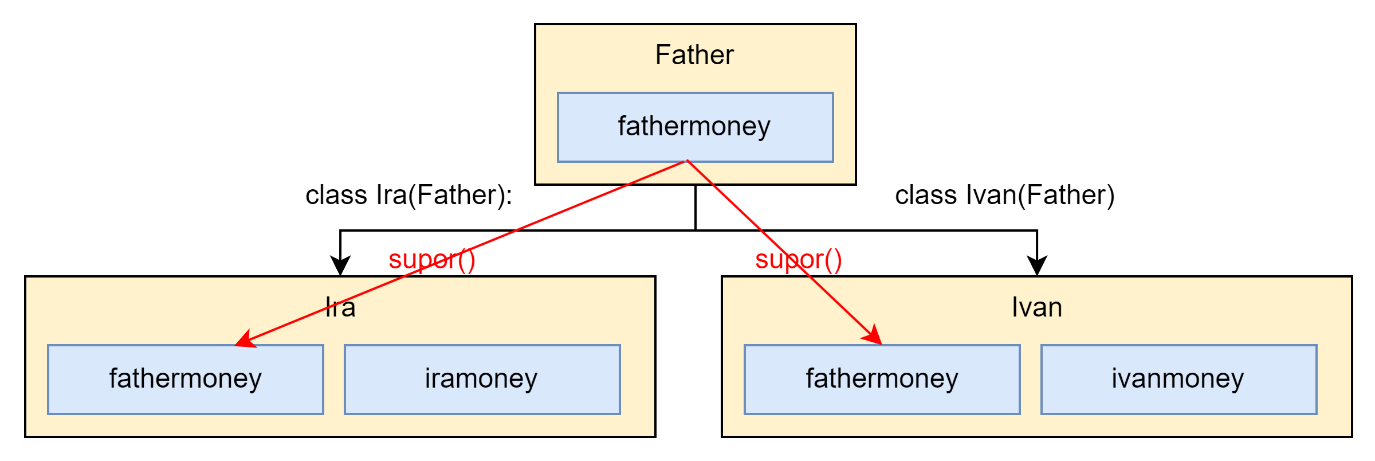 Father
fathermoney
class Ira(Father):
class Ivan(Father)
supor()
supor()
Ira
Ivan
fathermoney
iramoney
fathermoney
ivanmoney